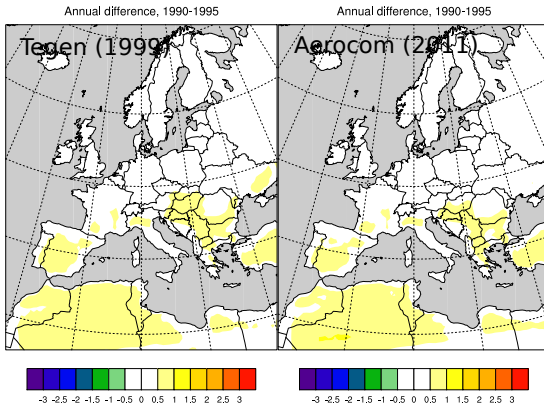 Annual difference, 1990-1995
Annual difference, 1990-1995
Tegen (1999)
Aerocom (2011)
-3 -2.5 -2 -1.5 -1 -0.5 0 0.5 1 1.5 2 2.5 3
-3 -2.5 -2 -1.5 -1 -0.5 0 0.5 1 1.5 2 2.5 3